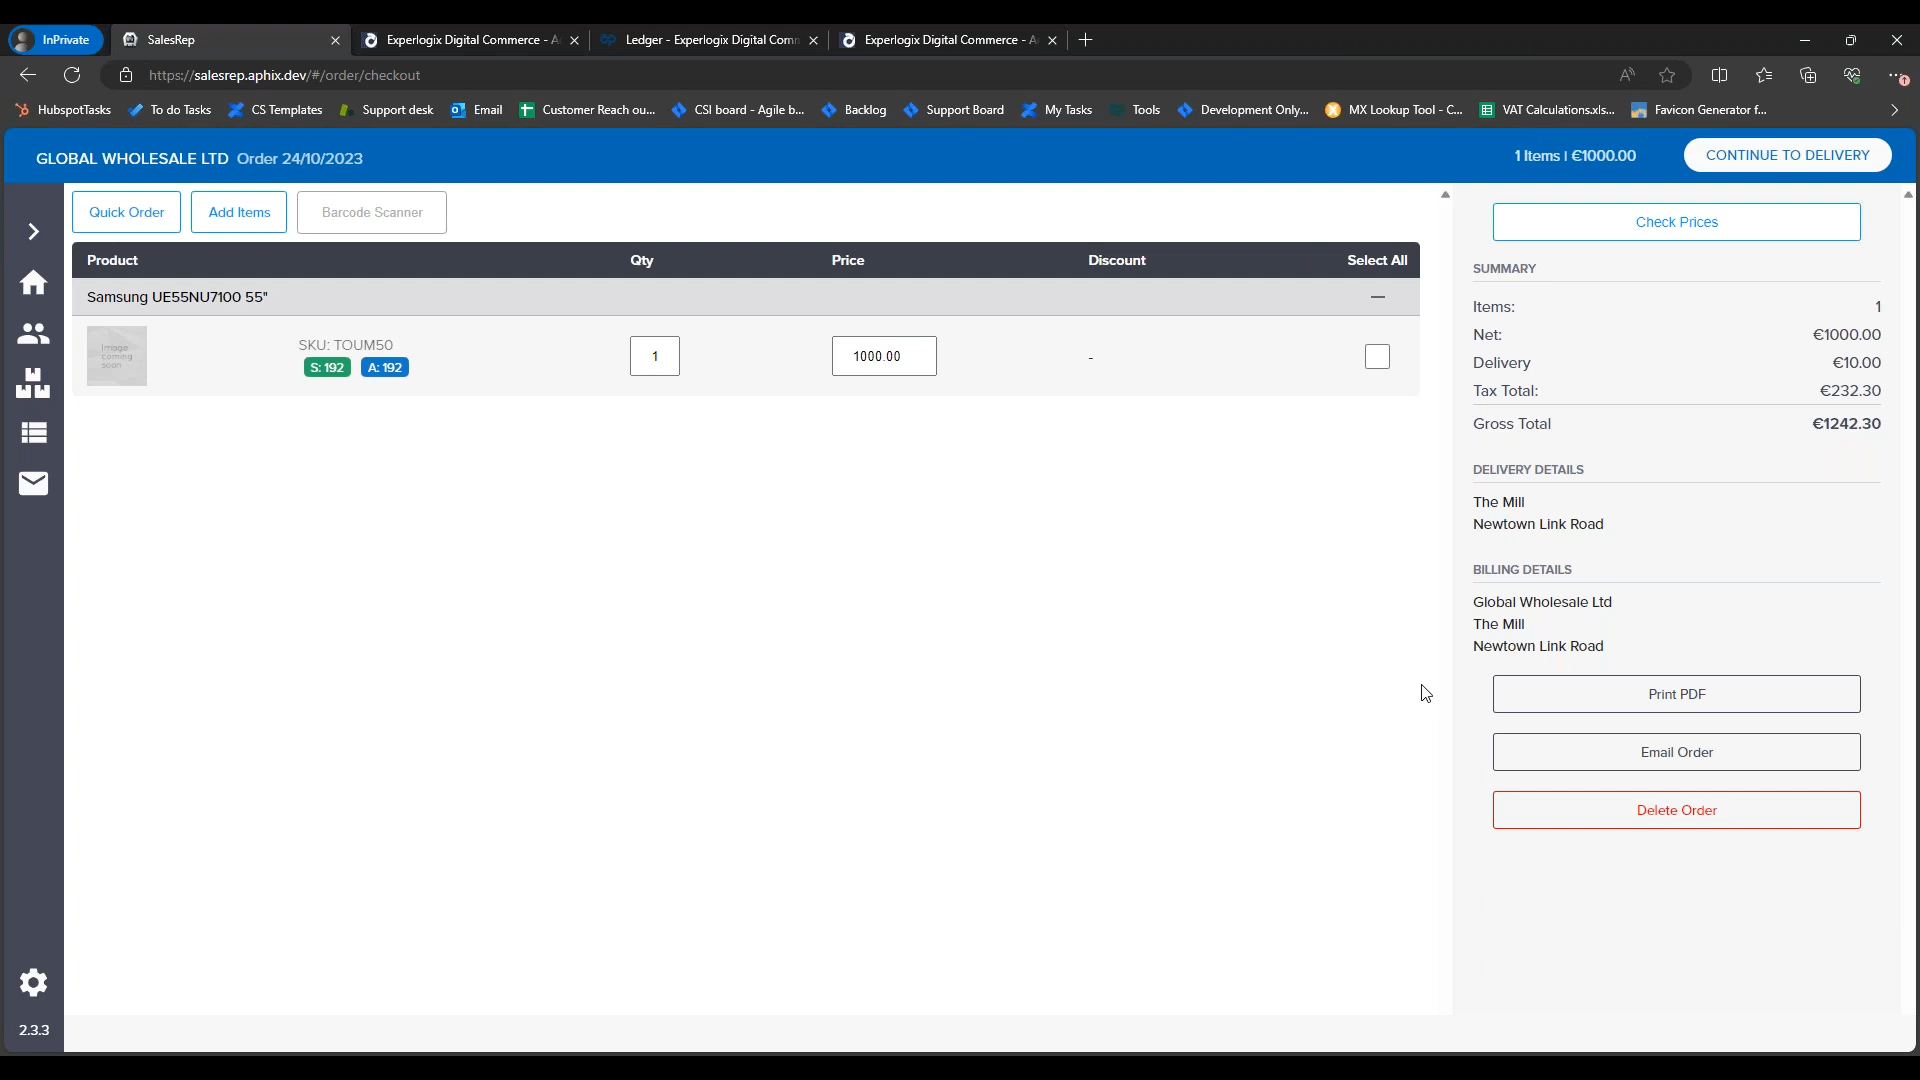 InPrivate
SalesRep
Experlogix Digital Commerce - A
Ledger - Experlogix Digital Com
Experlogix Digital Commerce - A
https://salesrep.aphix.dev/#/order/checkout
HubspotTasks
To do Tasks
CS Templates
Support desk
Email
Customer Reach ou...
CSI board - Agile b...
Backlog
Support Board
My Tasks
Tools
Development Only...
MX Lookup Tool - C...
VAT Calculations.xls...
Favicon Generator f...
GLOBAL WHOLESALE LTD Order 24/10/2023
1 Items | €1000.00
CONTINUE TO DELIVERY
Quick Order
Add Items
Barcode Scanner
Product
Qty
Price
Discount
Select All
Samsung UE55NU7100 55"
Image
coming
soon
SKU: TOUM50
S: 192
A: 192
1
1000.00
-
Check Prices
SUMMARY
Items: 1
Net: €1000.00
Delivery €10.00
Tax Total: €232.30
Gross Total €1242.30
DELIVERY DETAILS
The Mill
Newtown Link Road
BILLING DETAILS
Global Wholesale Ltd
The Mill
Newtown Link Road
Print PDF
Email Order
Delete Order
2.3.3